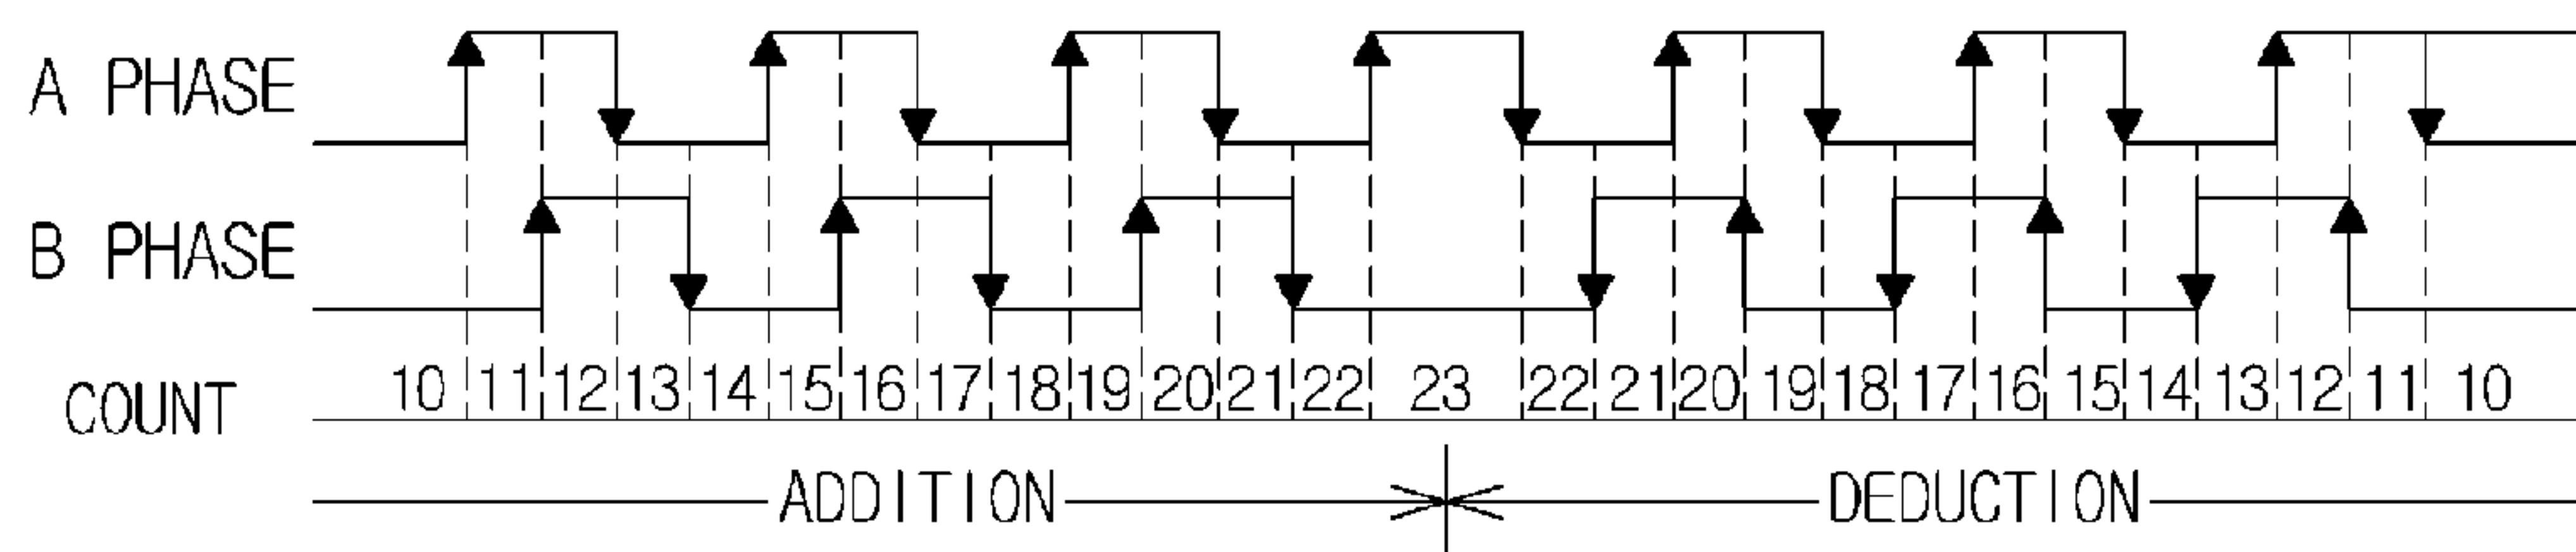 A PHASE
B PHASE
COUNT 10 11 12 13 14 15 16 17 18 19 20 21 22 23 22 21 20 19 18 17 16 15 14 13 12 11 10
ADDITION DEDUCTION